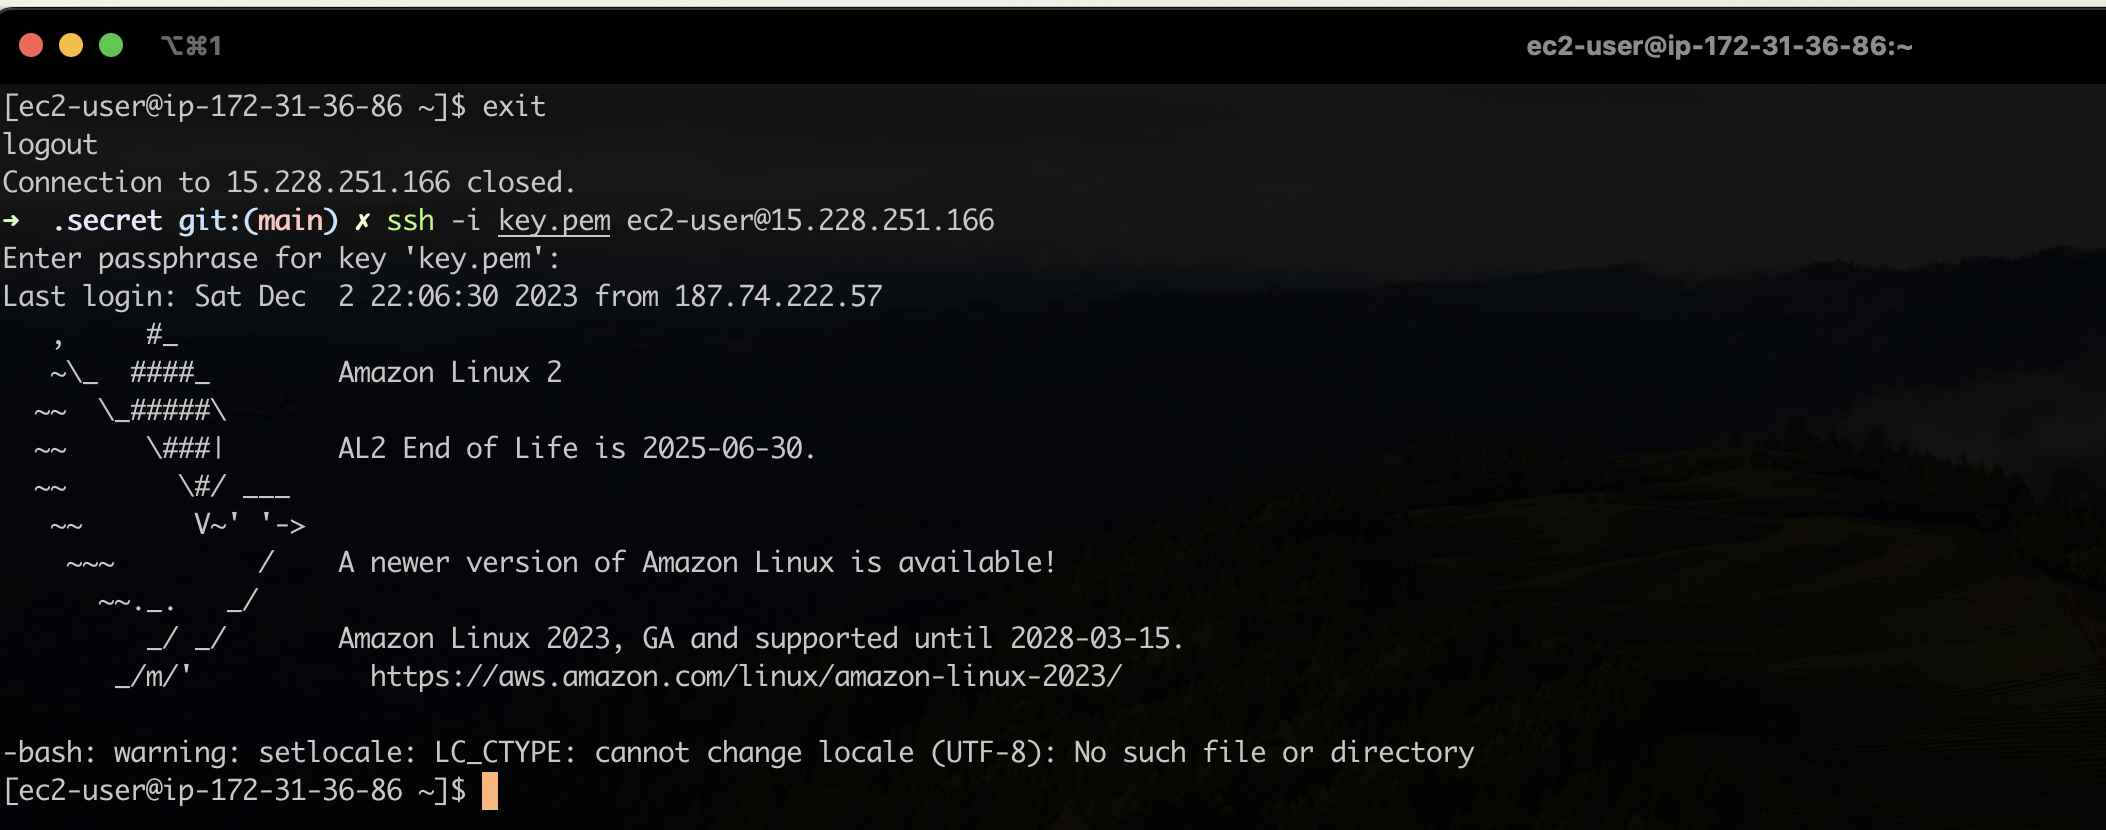 ⌥⌘1 ec2-user@ip-172-31-36-86:~
[ec2-user@ip-172-31-36-86 ~]$ exit
logout
Connection to 15.228.251.166 closed.
➜  .secret git:(main) ✗ ssh -i key.pem ec2-user@15.228.251.166
Enter passphrase for key 'key.pem':
Last login: Sat Dec  2 22:06:30 2023 from 187.74.222.57
   ,     #_
   ~\_  ####_        Amazon Linux 2
  ~~  \_#####\
  ~~     \###|       AL2 End of Life is 2025-06-30.
  ~~       \#/ ___
   ~~       V~' '->
    ~~~         /    A newer version of Amazon Linux is available!
      ~~._.   _/
         _/ _/       Amazon Linux 2023, GA and supported until 2028-03-15.
       _/m/'           https://aws.amazon.com/linux/amazon-linux-2023/
-bash: warning: setlocale: LC_CTYPE: cannot change locale (UTF-8): No such file or directory
[ec2-user@ip-172-31-36-86 ~]$